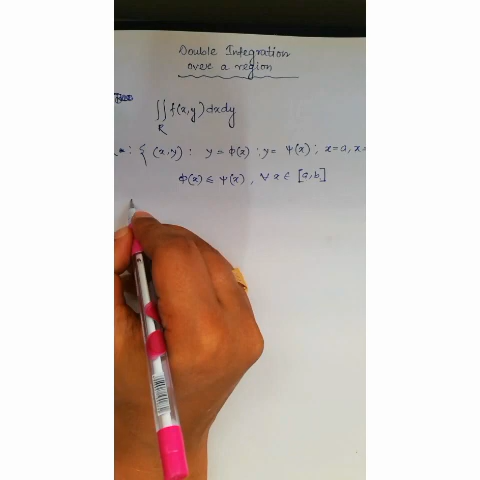 Double Integration
over a region
∬ f(x,y) dxdy
R
: { (x,y) : y = Φ(x) : y = Ψ(x) ; x = a, x =
Φ(x) ≤ Ψ(x) , ∀ x ∈ [a,b]